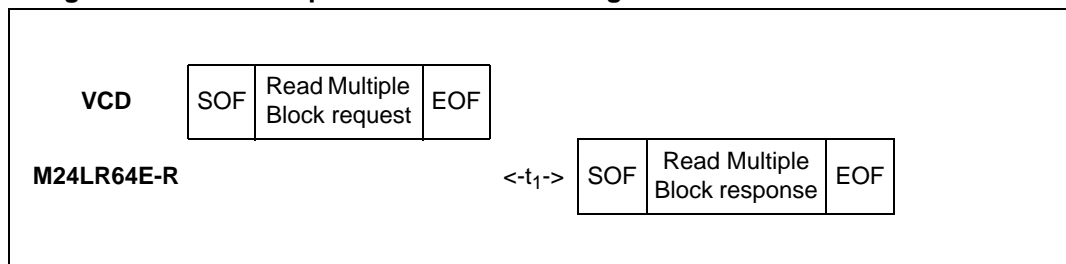 VCD SOF Read Multiple Block request EOF
M24LR64E-R <-t1-> SOF Read Multiple Block response EOF